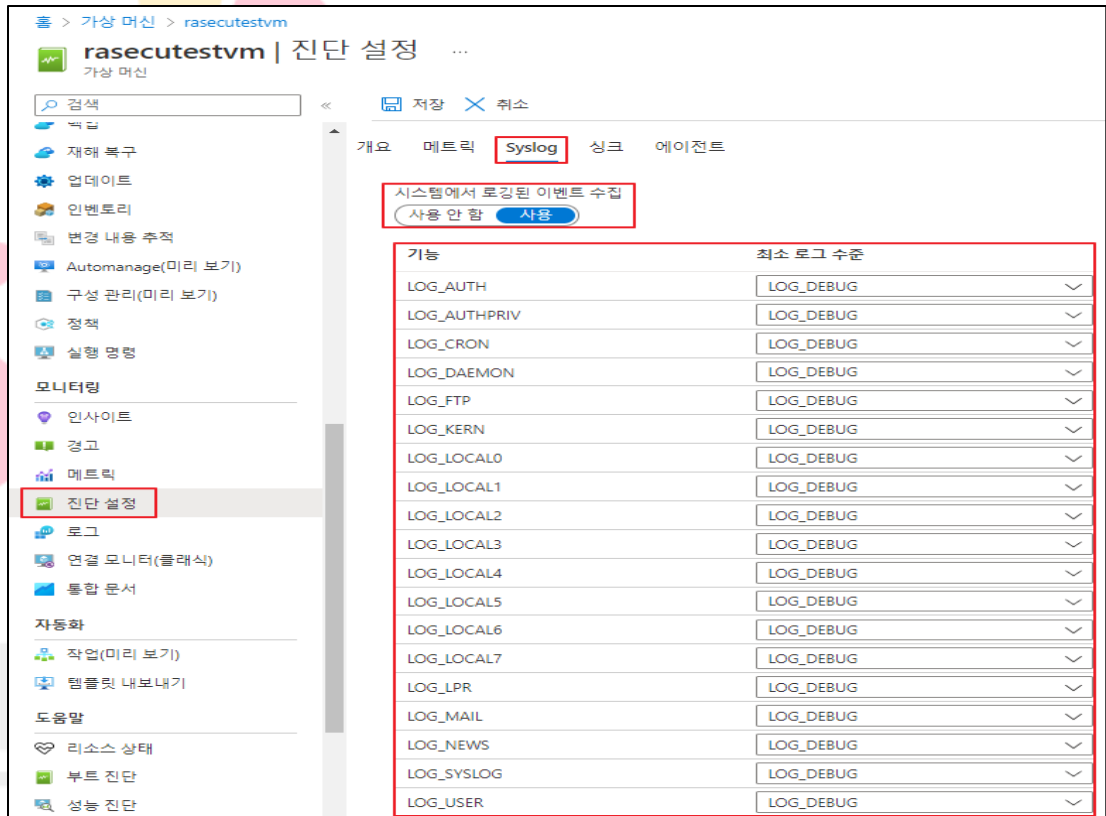 홈 > 가상 머신 > rasecutestvm
rasecutestvm | 진단 설정 ...
가상 머신
검색 «
백업
재해 복구
업데이트
인벤토리
변경 내용 추적
Automanage(미리 보기)
구성 관리(미리 보기)
정책
실행 명령
모니터링
인사이트
경고
메트릭
진단 설정
로그
연결 모니터(클래식)
통합 문서
자동화
작업(미리 보기)
템플릿 내보내기
도움말
리소스 상태
부트 진단
성능 진단
저장 취소
개요 메트릭 Syslog 싱크 에이전트
시스템에서 로깅된 이벤트 수집
사용 안 함 사용
기능 최소 로그 수준
LOG_AUTH LOG_DEBUG
LOG_AUTHPRIV LOG_DEBUG
LOG_CRON LOG_DEBUG
LOG_DAEMON LOG_DEBUG
LOG_FTP LOG_DEBUG
LOG_KERN LOG_DEBUG
LOG_LOCAL0 LOG_DEBUG
LOG_LOCAL1 LOG_DEBUG
LOG_LOCAL2 LOG_DEBUG
LOG_LOCAL3 LOG_DEBUG
LOG_LOCAL4 LOG_DEBUG
LOG_LOCAL5 LOG_DEBUG
LOG_LOCAL6 LOG_DEBUG
LOG_LOCAL7 LOG_DEBUG
LOG_LPR LOG_DEBUG
LOG_MAIL LOG_DEBUG
LOG_NEWS LOG_DEBUG
LOG_SYSLOG LOG_DEBUG
LOG_USER LOG_DEBUG